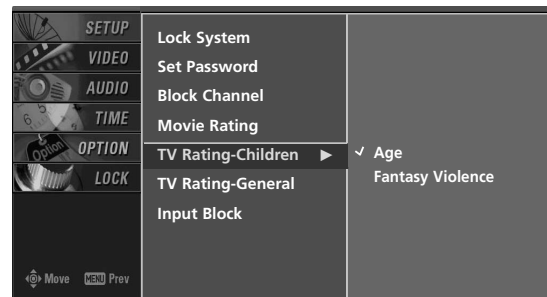 SETUP
VIDEO
AUDIO
TIME
OPTION
LOCK
Move MENU Prev
Lock System
Set Password
Block Channel
Movie Rating
TV Rating-Children ►
TV Rating-General
Input Block
✓ Age
Fantasy Violence